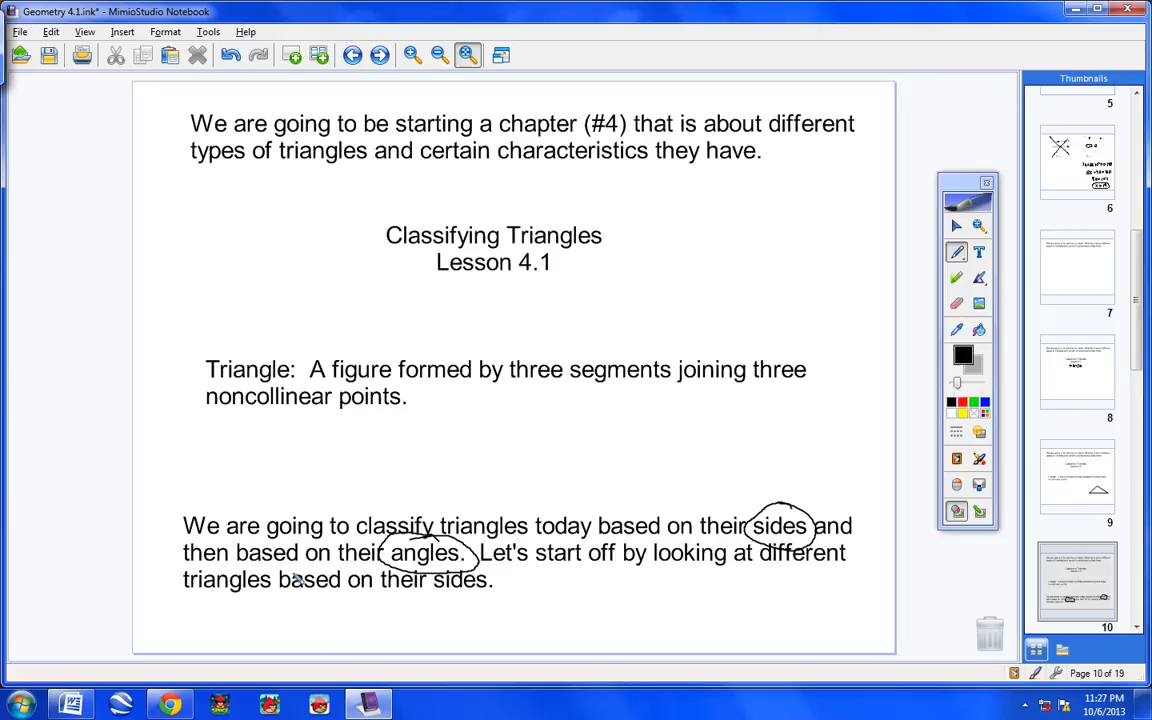 Geometry 4.1.ink* - MimioStudio Notebook
File Edit View Insert Format Tools Help
Thumbnails
We are going to be starting a chapter (#4) that is about different
types of triangles and certain characteristics they have.
Classifying Triangles
Lesson 4.1
Triangle: A figure formed by three segments joining three
noncollinear points.
We are going to classify triangles today based on their sides and
then based on their angles. Let's start off by looking at different
triangles based on their sides.
5
6
7
8
9
10
Page 10 of 19
11:27 PM
10/6/2013